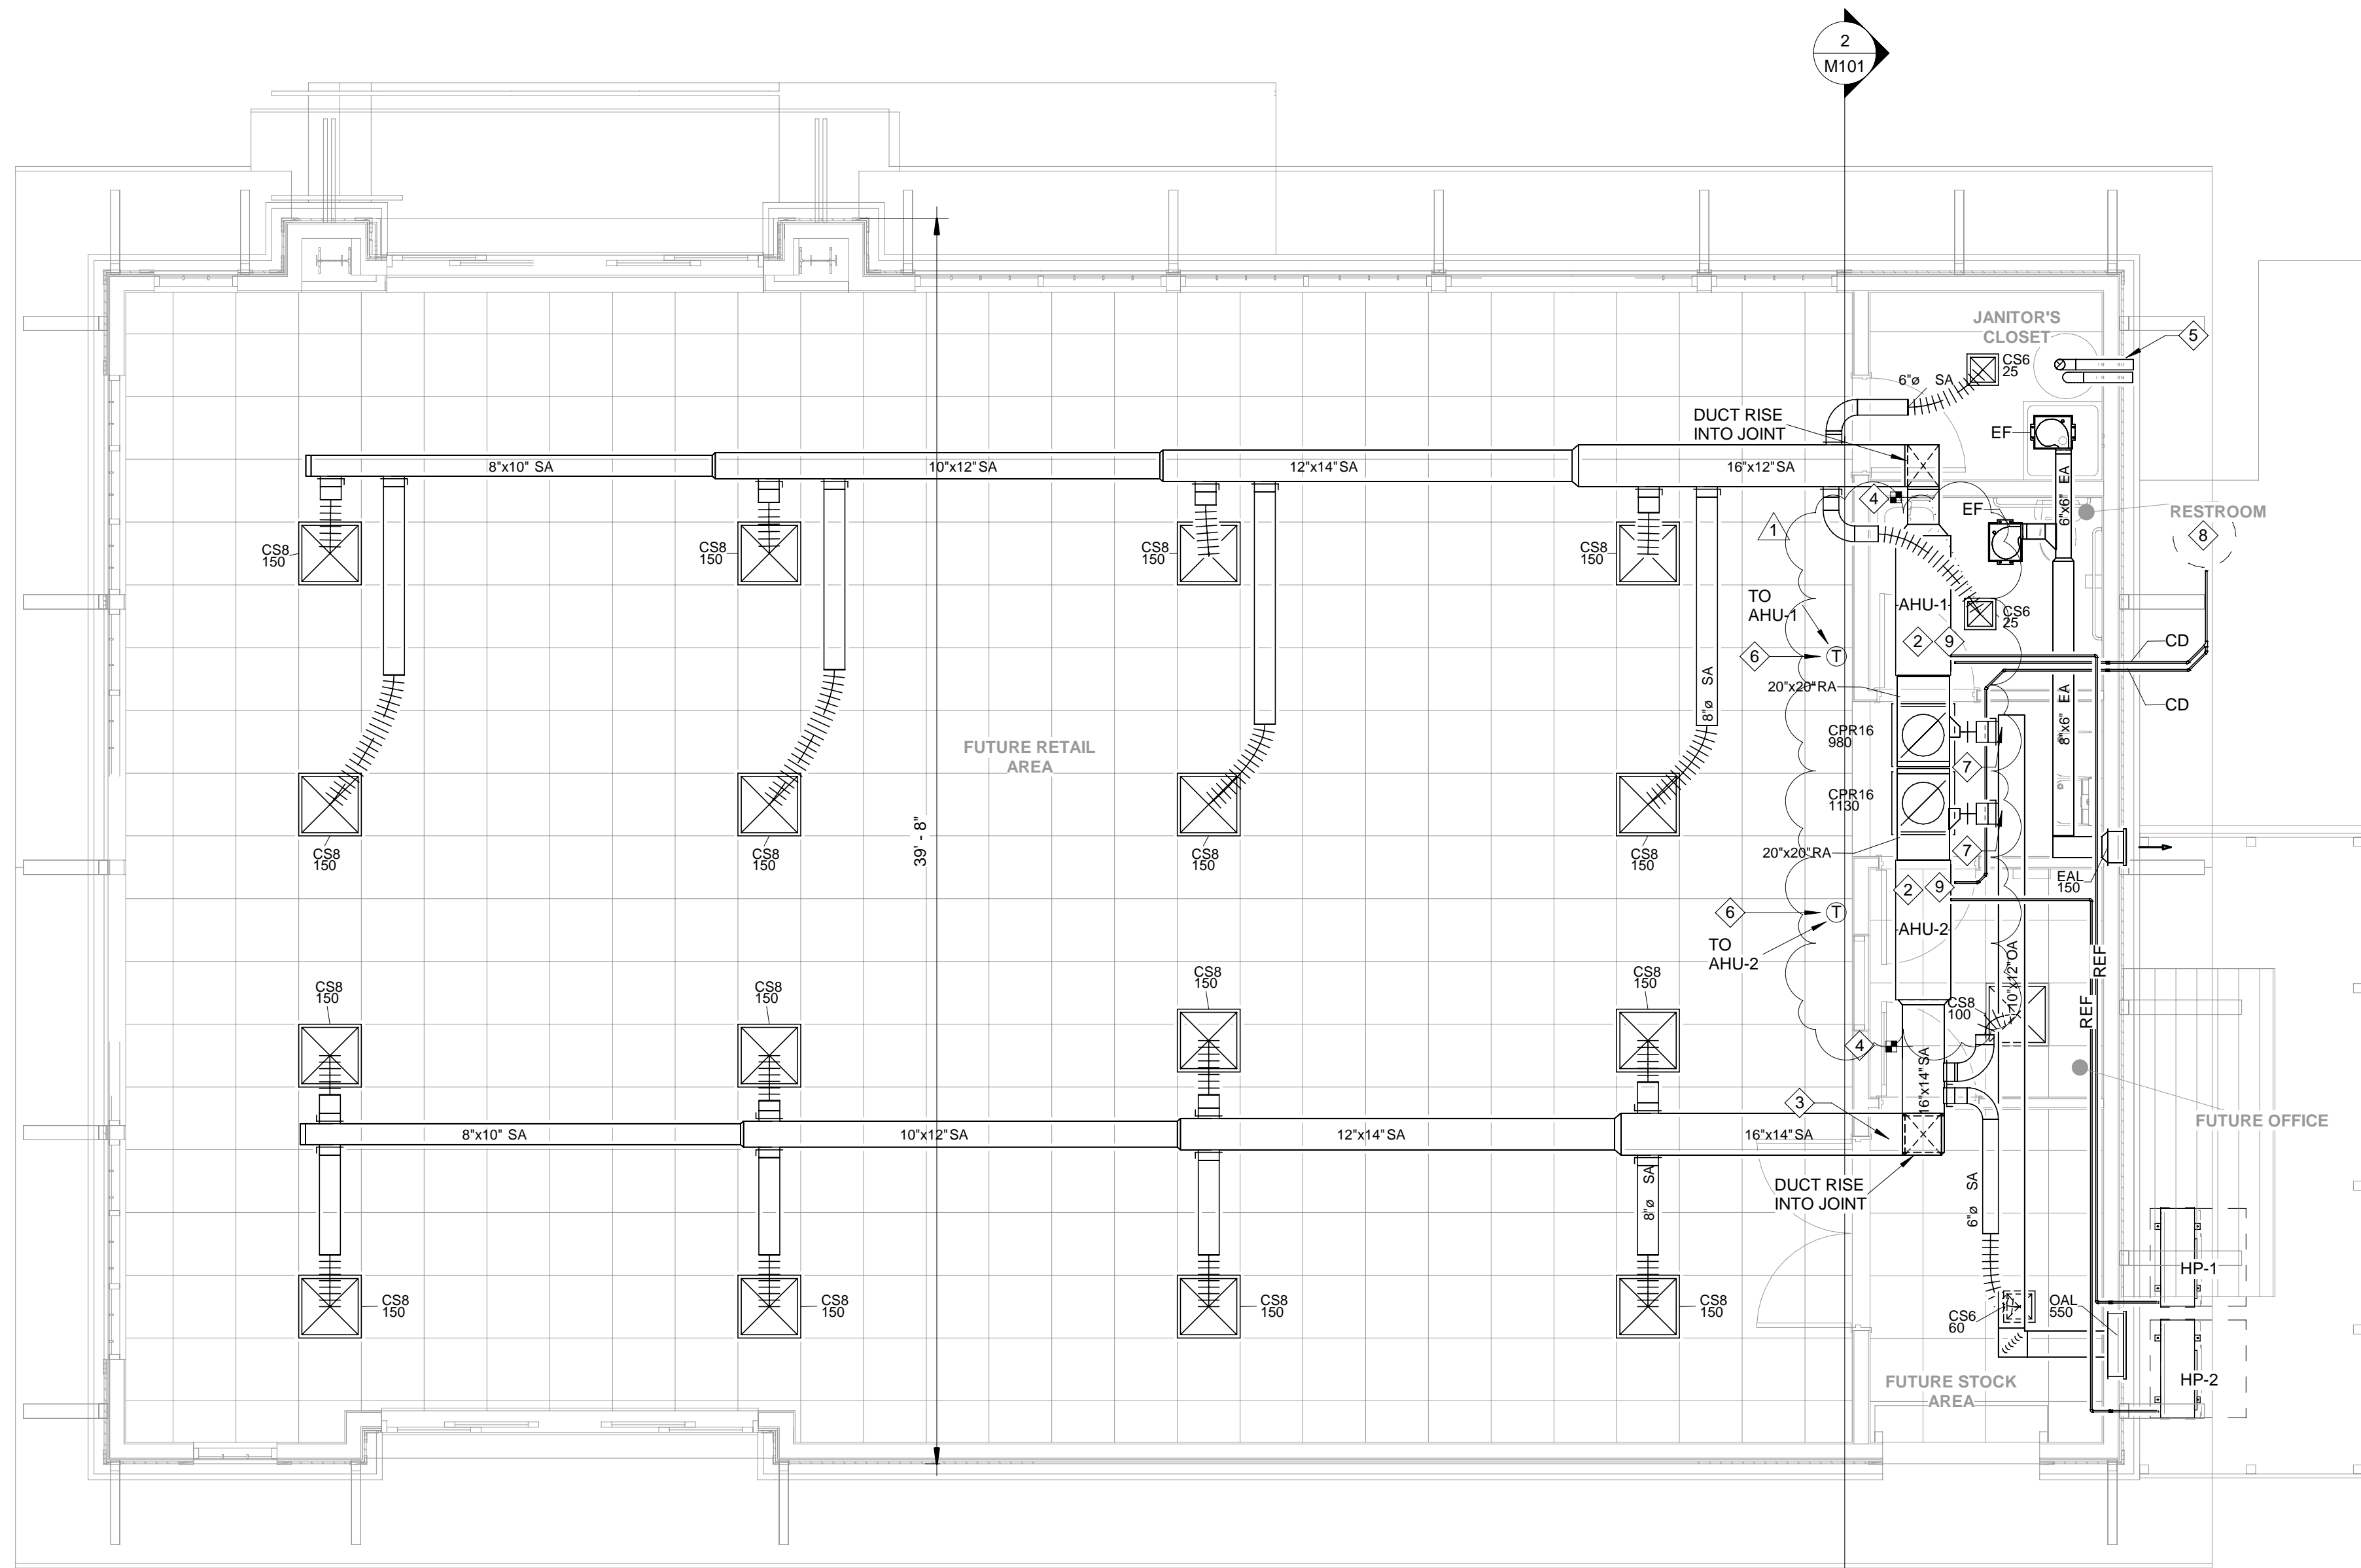 2
M101
JANITOR'S
CLOSET
5
CS6
25
6"ø SA
DUCT RISE
INTO JOINT
EF
8"x10" SA
10"x12"SA
12"x14"SA
16"x12"SA
6"x6" EA
4
EF
RESTROOM
1
8
CS8
150
CS8
150
CS8
150
CS8
150
TO
AHU-1
AHU-1
CS6
25
2
9
CD
6
T
20"x20"RA
8"ø SA
8"x6" EA
CD
FUTURE RETAIL
AREA
CPR16
980
7
CPR16
1130
39' - 8"
20"x20"RA
7
CS8
150
CS8
150
CS8
150
CS8
150
EAL
150
2
9
6
T
AHU-2
TO
AHU-2
10"x12"OA
REF
REF
CS8
150
CS8
150
CS8
150
CS8
150
CS8
100
4
16"x14"SA
3
FUTURE OFFICE
8"x10" SA
10"x12"SA
12"x14"SA
16"x14"SA
8"ø SA
DUCT RISE
INTO JOINT
6"ø SA
HP-1
CS8
150
CS8
150
CS8
150
CS8
150
CS6
60
OAL
550
HP-2
FUTURE STOCK
AREA